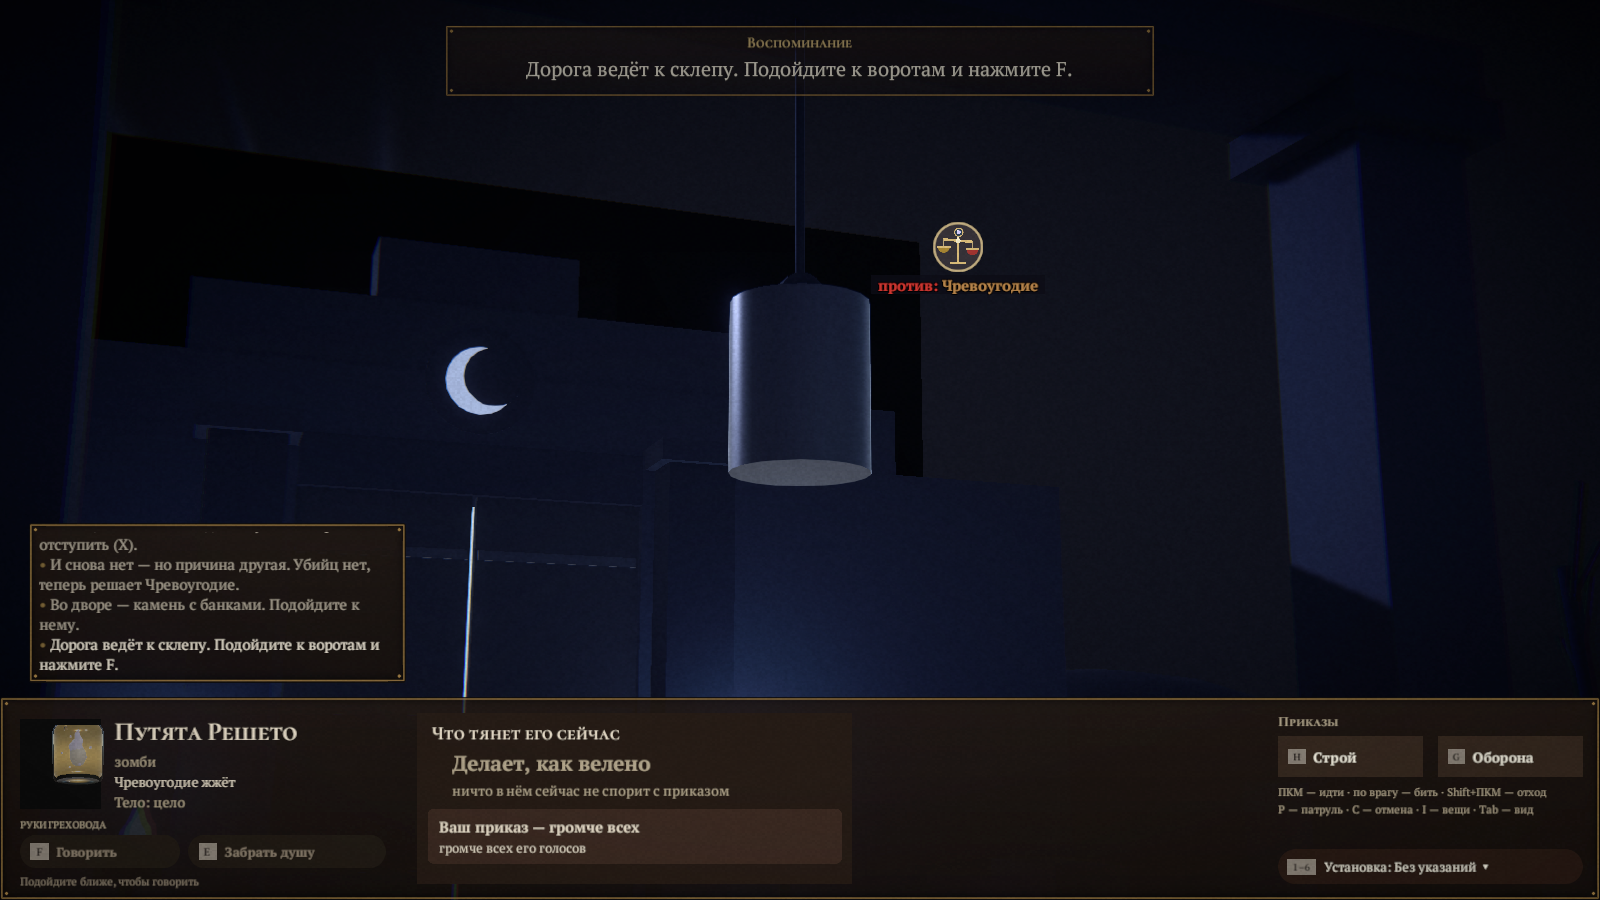 Воспоминание
Дорога ведёт к склепу. Подойдите к воротам и нажмите F.
против: Чревоугодие
отступить (X).
• И снова нет — но причина другая. Убийц нет,
теперь решает Чревоугодие.
• Во дворе — камень с банками. Подойдите к
нему.
• Дорога ведёт к склепу. Подойдите к воротам и
нажмите F.
Путята Решето
зомби
Чревоугодие жжёт
Тело: цело
РУКИ ГРЕХОВОДА
F Говорить
E Забрать душу
Подойдите ближе, чтобы говорить
Что тянет его сейчас
Делает, как велено
ничто в нём сейчас не спорит с приказом
Ваш приказ — громче всех
громче всех его голосов
Приказы
H Строй
G Оборона
ПКМ — идти · по врагу — бить · Shift+ПКМ — отход
P — патруль · C — отмена · I — вещи · Tab — вид
1–6 Установка: Без указаний ▾